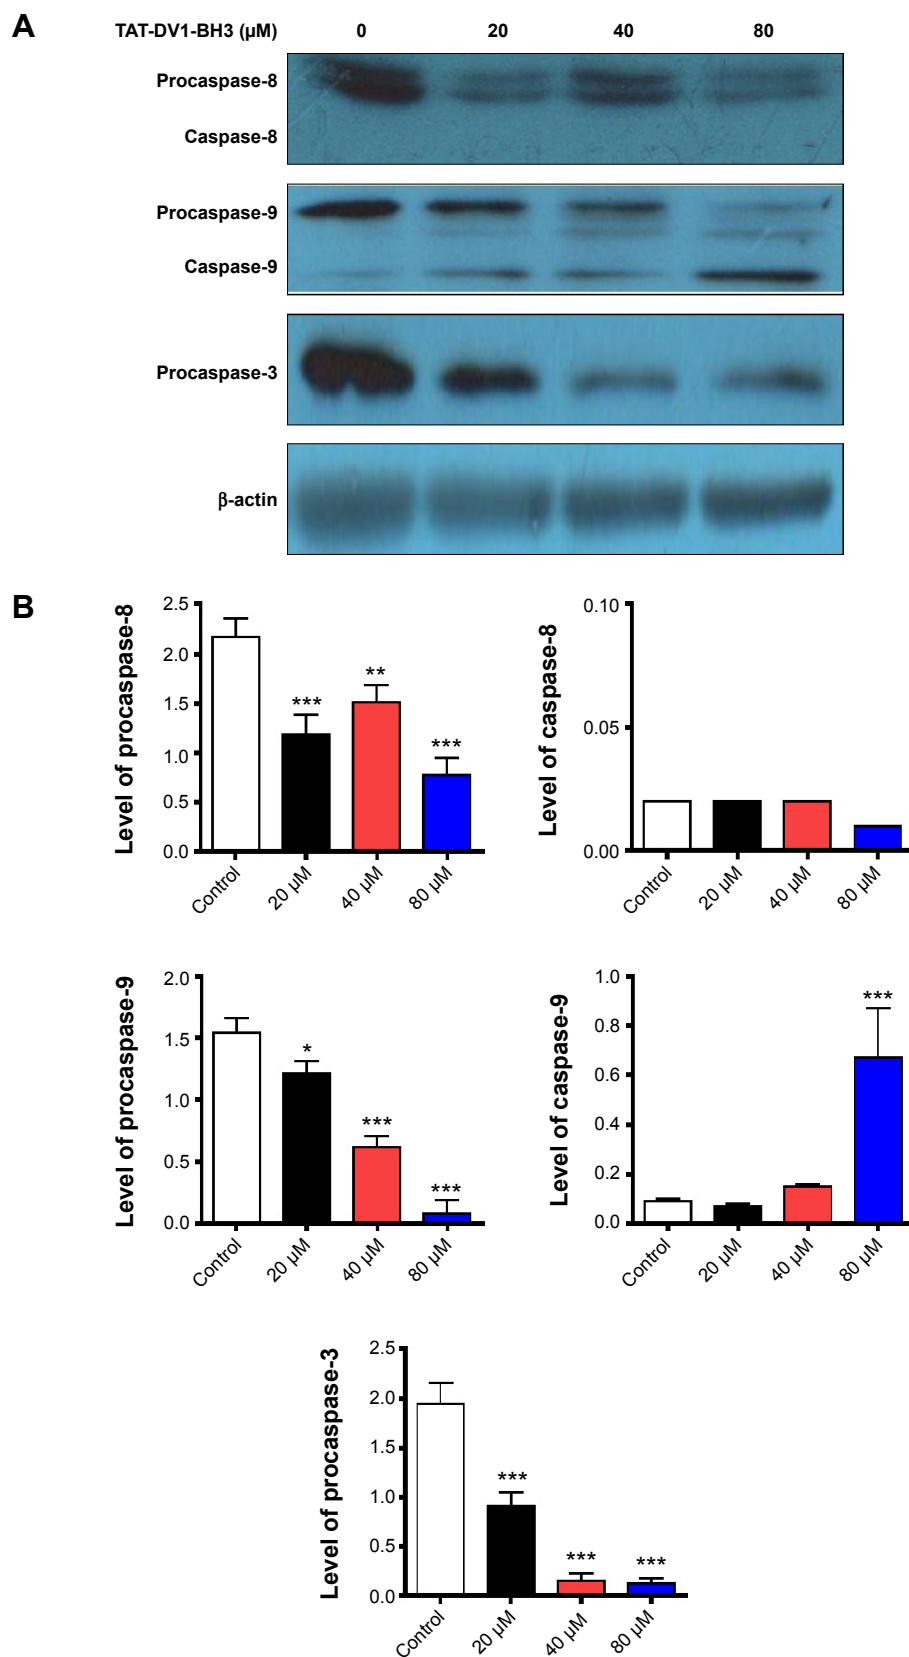 A
TAT-DV1-BH3 (µM) 0 20 40 80
Procaspase-8
Caspase-8
Procaspase-9
Caspase-9
Procaspase-3
β-actin
B
Level of procaspase-8
2.5
2.0
1.5
1.0
0.5
0.0
***
**
***
Control 20 µM 40 µM 80 µM
Level of caspase-8
0.10
0.05
0.00
Control 20 µM 40 µM 80 µM
Level of procaspase-9
2.0
1.5
1.0
0.5
0.0
*
***
***
Control 20 µM 40 µM 80 µM
Level of caspase-9
1.0
0.8
0.6
0.4
0.2
0.0
***
Control 20 µM 40 µM 80 µM
Level of procaspase-3
2.5
2.0
1.5
1.0
0.5
0.0
***
***
***
Control 20 µM 40 µM 80 µM